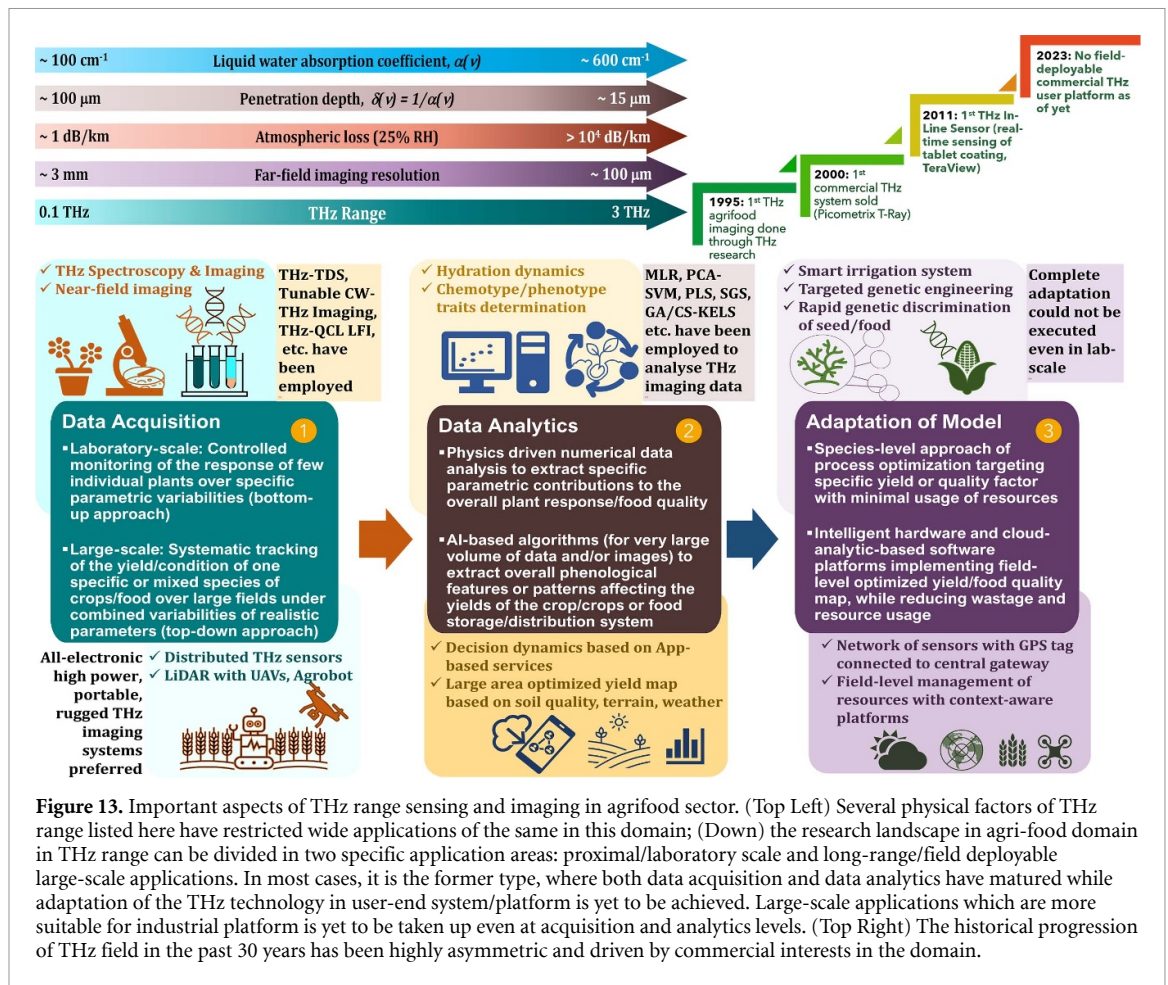 ~ 100 cm⁻¹ Liquid water absorption coefficient, α(ν) ~ 600 cm⁻¹
~ 100 μm Penetration depth, δ(ν) = 1/α(ν) ~ 15 μm
~ 1 dB/km Atmospheric loss (25% RH) > 10⁴ dB/km
~ 3 mm Far-field imaging resolution ~ 100 μm
0.1 THz THz Range 3 THz
1995: 1st THz
agrifood
imaging done
through THz
research
2000: 1st
commercial THz
system sold
(Picometrix T-Ray)
2011: 1st THz In-
Line Sensor (real-
time sensing of
tablet coating,
TeraView)
2023: No field-
deployable
commercial THz
user platform as
of yet
✓ THz Spectroscopy & Imaging
✓ Near-field imaging
THz-TDS,
Tunable CW-
THz Imaging,
THz-QCL LFI,
etc. have
been
employed
Data Acquisition
1
▪Laboratory-scale: Controlled
monitoring of the response of few
individual plants over specific
parametric variabilities (bottom-
up approach)
▪Large-scale: Systematic tracking
of the yield/condition of one
specific or mixed species of
crops/food over large fields under
combined variabilities of realistic
parameters (top-down approach)
All-electronic
high power,
portable,
rugged THz
imaging
systems
preferred
✓ Distributed THz sensors
✓ LiDAR with UAVs, Agrobot
✓ Hydration dynamics
✓ Chemotype/phenotype
traits determination
MLR, PCA-
SVM, PLS, SGS,
GA/CS-KELS
etc. have been
employed to
analyse THz
imaging data
Data Analytics
2
▪Physics driven numerical data
analysis to extract specific
parametric contributions to the
overall plant response/food quality
▪AI-based algorithms (for very large
volume of data and/or images) to
extract overall phenological
features or patterns affecting the
yields of the crop/crops or food
storage/distribution system
✓ Decision dynamics based on App-
based services
✓ Large area optimized yield map
based on soil quality, terrain, weather
✓ Smart irrigation system
✓ Targeted genetic engineering
✓ Rapid genetic discrimination
of seed/food
Complete
adaptation
could not be
executed
even in lab-
scale
Adaptation of Model
3
▪Species-level approach of
process optimization targeting
specific yield or quality factor
with minimal usage of resources
▪Intelligent hardware and cloud-
analytic-based software
platforms implementing field-
level optimized yield/food quality
map, while reducing wastage and
resource usage
✓ Network of sensors with GPS tag
connected to central gateway
✓ Field-level management of
resources with context-aware
platforms
Figure 13. Important aspects of THz range sensing and imaging in agrifood sector. (Top Left) Several physical factors of THz
range listed here have restricted wide applications of the same in this domain; (Down) the research landscape in agri-food domain
in THz range can be divided in two specific application areas: proximal/laboratory scale and long-range/field deployable
large-scale applications. In most cases, it is the former type, where both data acquisition and data analytics have matured while
adaptation of the THz technology in user-end system/platform is yet to be achieved. Large-scale applications which are more
suitable for industrial platform is yet to be taken up even at acquisition and analytics levels. (Top Right) The historical progression
of THz field in the past 30 years has been highly asymmetric and driven by commercial interests in the domain.